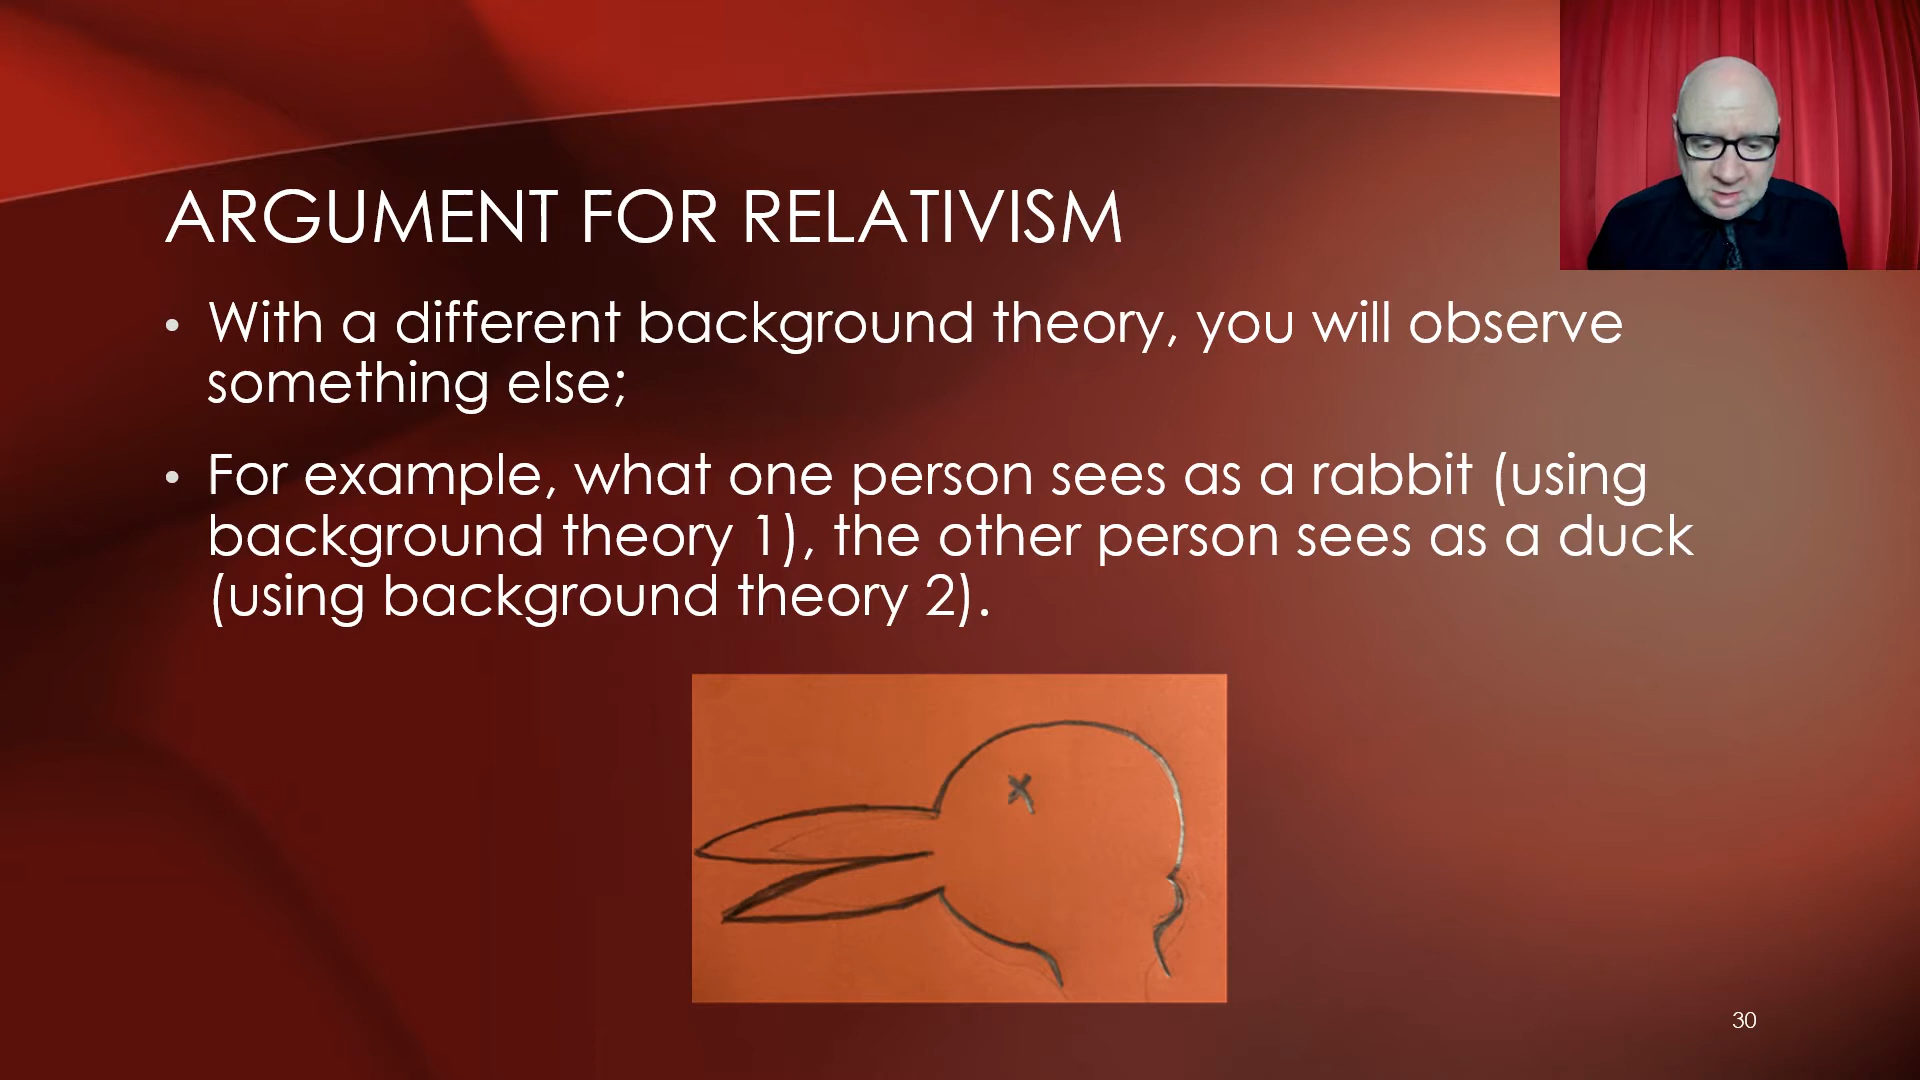 ARGUMENT FOR RELATIVISM
• With a different background theory, you will observe
something else;
• For example, what one person sees as a rabbit (using
background theory 1), the other person sees as a duck
(using background theory 2).
30